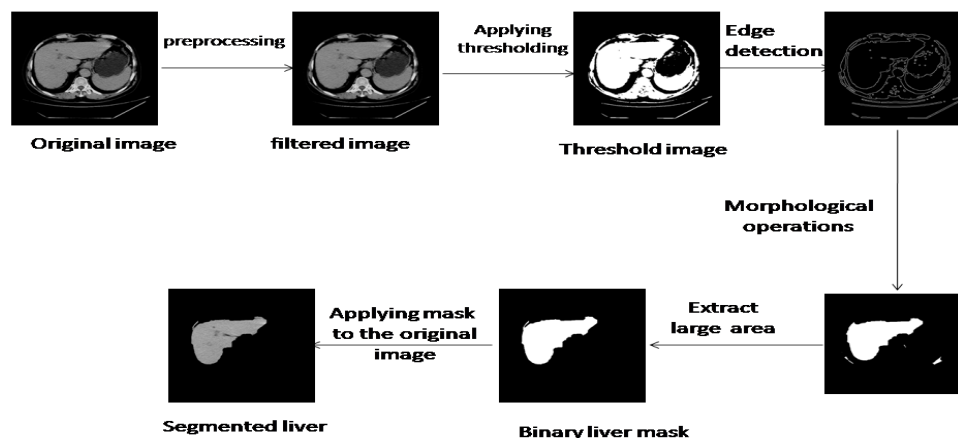 preprocessing
Applying
thresholding
Edge
detection
Original image
filtered image
Threshold image
Morphological
operations
Extract
large area
Applying mask
to the original
image
Segmented liver
Binary liver mask